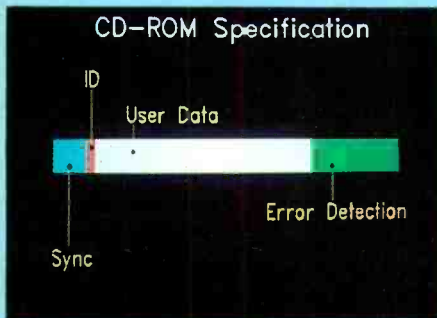 CD-ROM Specification
ID
User Data
Error Detection
Sync